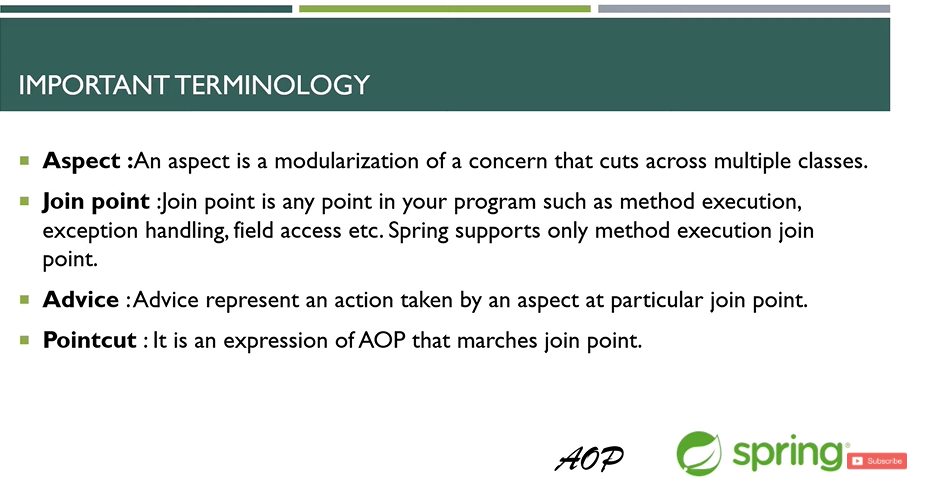 IMPORTANT TERMINOLOGY
Aspect :An aspect is a modularization of a concern that cuts across multiple classes.
Join point :Join point is any point in your program such as method execution,
exception handling, field access etc. Spring supports only method execution join
point.
Advice : Advice represent an action taken by an aspect at particular join point.
Pointcut : It is an expression of AOP that marches join point.
AOP
spring
Subscribe